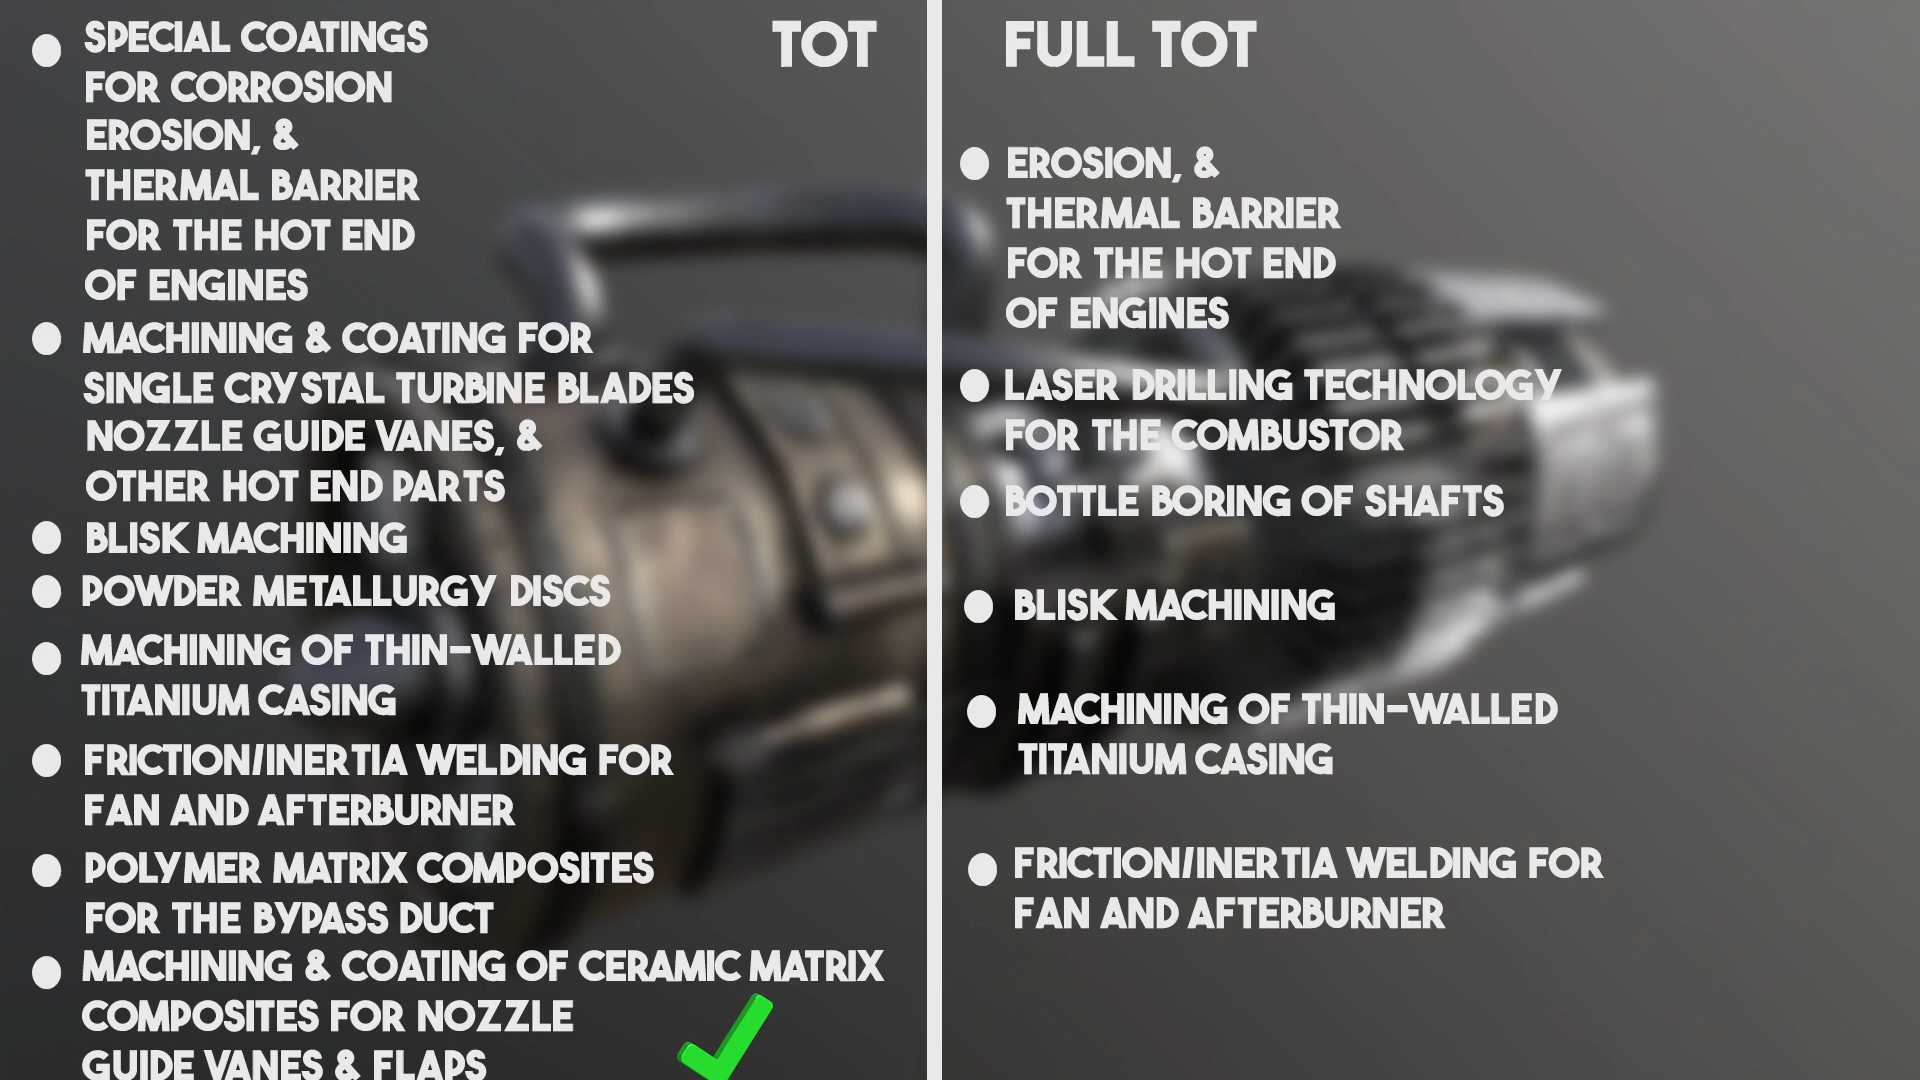 TOT
SPECIAL COATINGS
FOR CORROSION
EROSION, &
THERMAL BARRIER
FOR THE HOT END
OF ENGINES
MACHINING & COATING FOR
SINGLE CRYSTAL TURBINE BLADES
NOZZLE GUIDE VANES, &
OTHER HOT END PARTS
BLISK MACHINING
POWDER METALLURGY DISCS
MACHINING OF THIN-WALLED
TITANIUM CASING
FRICTION/INERTIA WELDING FOR
FAN AND AFTERBURNER
POLYMER MATRIX COMPOSITES
FOR THE BYPASS DUCT
MACHINING & COATING OF CERAMIC MATRIX
COMPOSITES FOR NOZZLE
GUIDE VANES & FLAPS
FULL TOT
EROSION, &
THERMAL BARRIER
FOR THE HOT END
OF ENGINES
LASER DRILLING TECHNOLOGY
FOR THE COMBUSTOR
BOTTLE BORING OF SHAFTS
BLISK MACHINING
MACHINING OF THIN-WALLED
TITANIUM CASING
FRICTION/INERTIA WELDING FOR
FAN AND AFTERBURNER